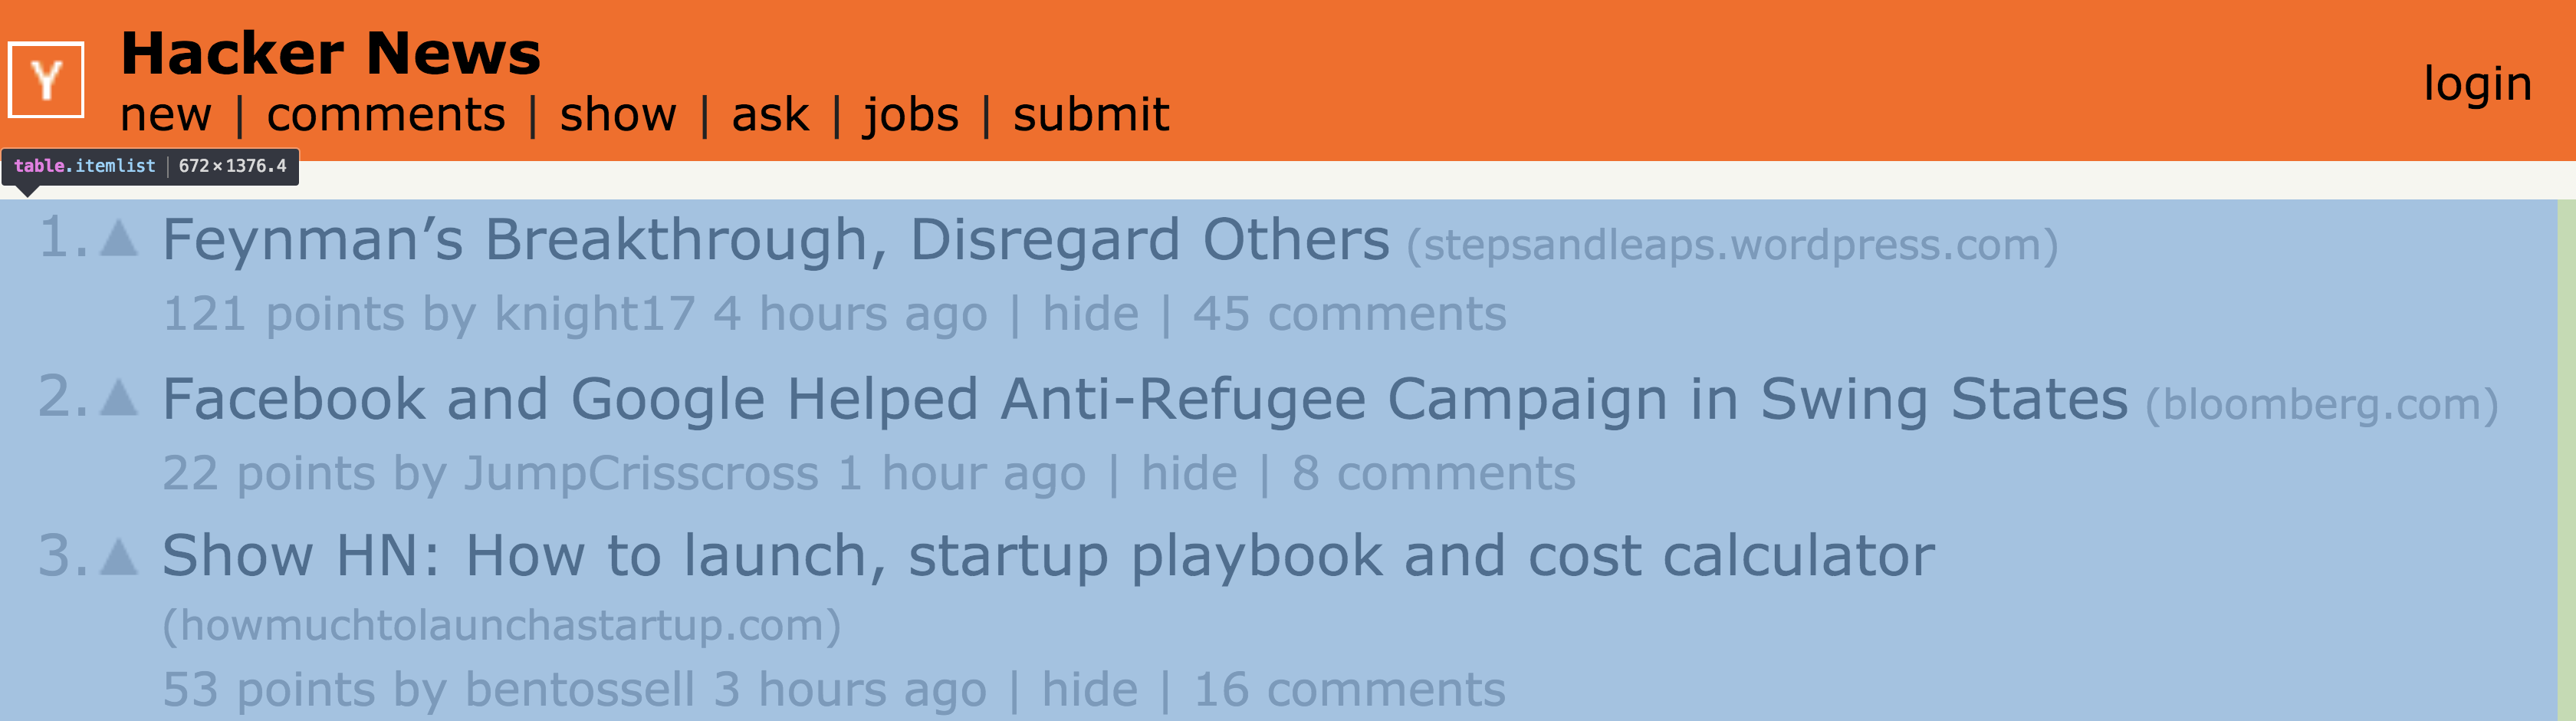 Y
Hacker News
new | comments | show | ask | jobs | submit
login
table.itemlist | 672×1376.4
1. Feynman’s Breakthrough, Disregard Others (stepsandleaps.wordpress.com)
121 points by knight17 4 hours ago | hide | 45 comments
2. Facebook and Google Helped Anti-Refugee Campaign in Swing States (bloomberg.com)
22 points by JumpCrisscross 1 hour ago | hide | 8 comments
3. Show HN: How to launch, startup playbook and cost calculator
(howmuchtolaunchastartup.com)
53 points by bentossell 3 hours ago | hide | 16 comments